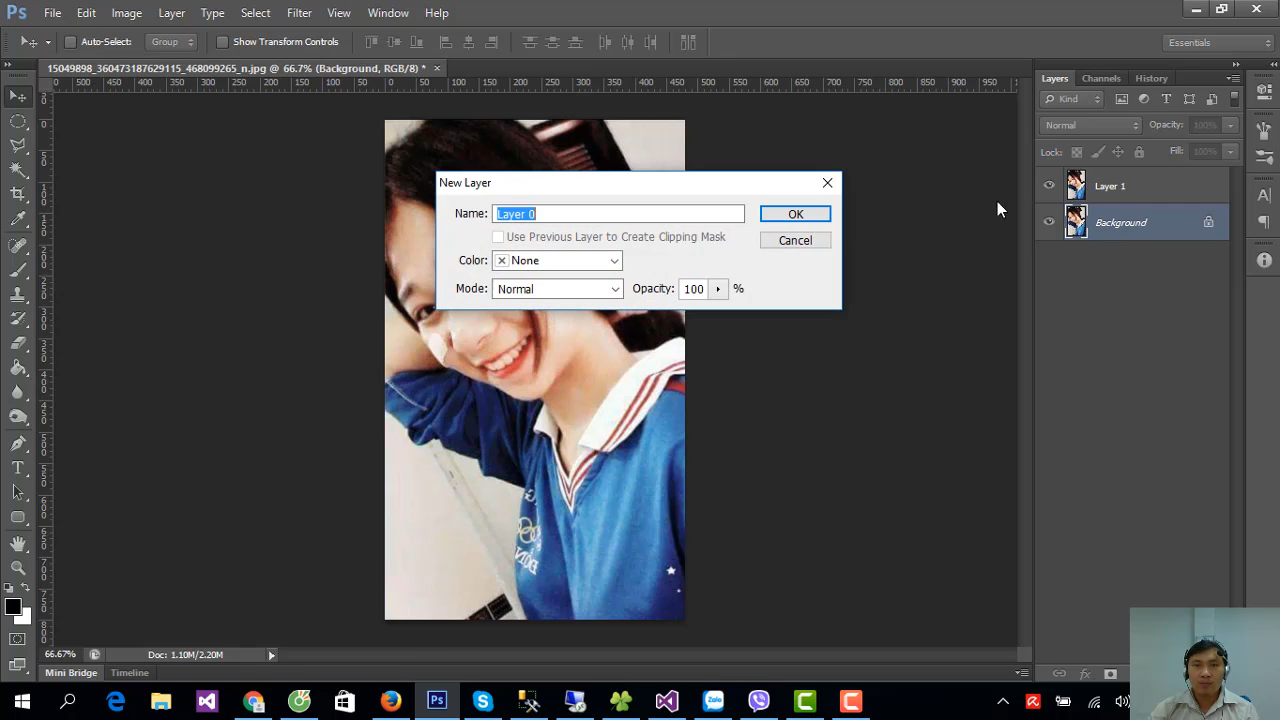 Ps File Edit Image Layer Type Select Filter View Window Help
Auto-Select: Group Show Transform Controls Essentials
15049898_360473187629115_468099265_n.jpg @ 66.7% (Background, RGB/8) * ×
Layers Channels History
Kind
Normal Opacity: 100%
Lock: Fill: 100%
Layer 1
Background
New Layer
Name: Layer 0 OK
Use Previous Layer to Create Clipping Mask Cancel
Color: None
Mode: Normal Opacity: 100 %
66.67% Doc: 1.10M/2.20M
Mini Bridge Timeline